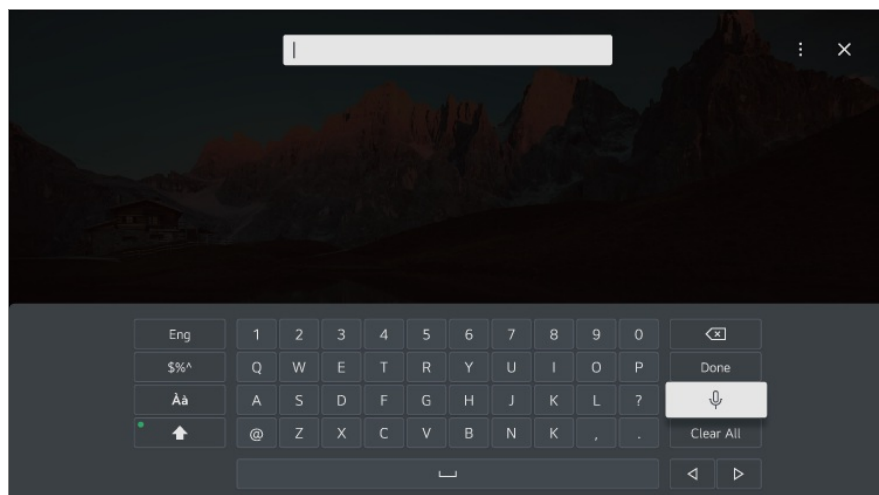 Eng 1 2 3 4 5 6 7 8 9 0
$%^ Q W E T R Y U I O P Done
Àà A S D F G H J K L ?
@ Z X C V B N K , . Clear All